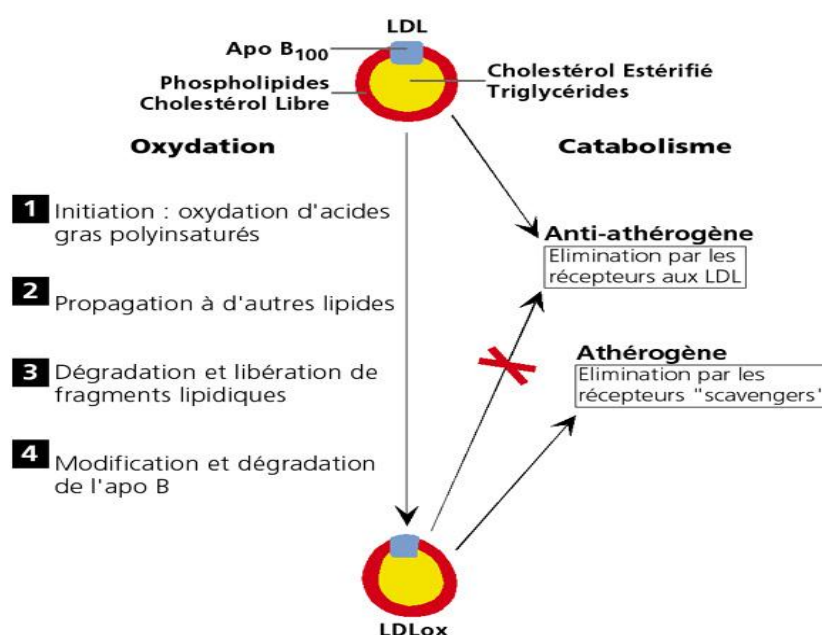 LDL
Apo B100
Phospholipides
Cholestérol Libre
Cholestérol Estérifié
Triglycérides
Oxydation
Catabolisme
1 Initiation : oxydation d'acides
gras polyinsaturés
2 Propagation à d'autres lipides
3 Dégradation et libération de
fragments lipidiques
4 Modification et dégradation
de l'apo B
Anti-athérogène
Elimination par les
récepteurs aux LDL
Athérogène
Elimination par les
récepteurs "scavengers"
LDLox